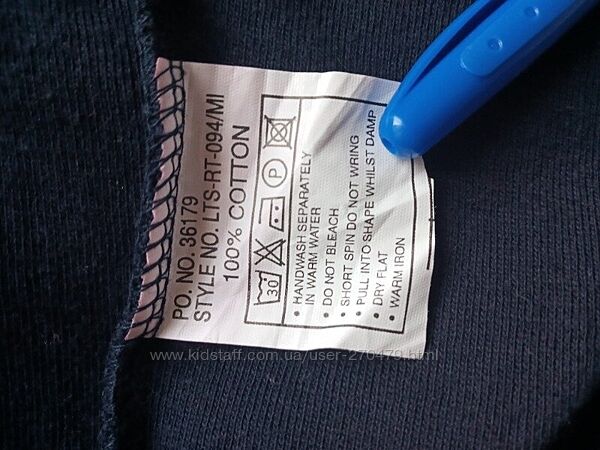 PO. NO. 36179
STYLE NO. LTS-RT-094/MI
100% COTTON
30 P
• HANDWASH SEPARATELY
IN WARM WATER
• DO NOT BLEACH
• SHORT SPIN DO NOT WRING
• PULL INTO SHAPE WHILST DAMP
• DRY FLAT
• WARM IRON
www.kidstaff.com.ua/user-270479.html